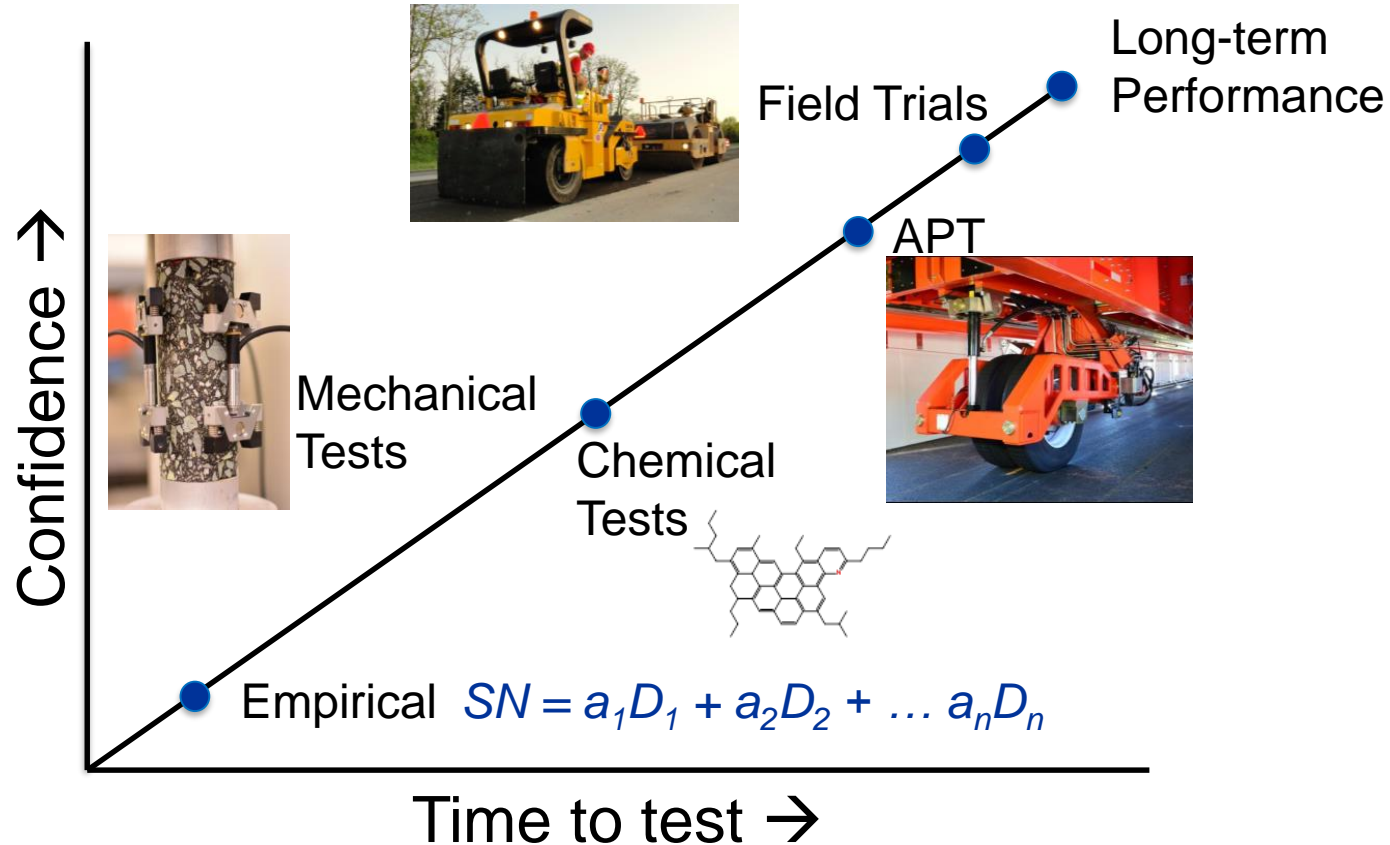 Long-term
Performance
Field Trials
APT
Confidence →
Mechanical
Tests
Chemical
Tests
Empirical SN = a₁D₁ + a₂D₂ + … aₙDₙ
Time to test →